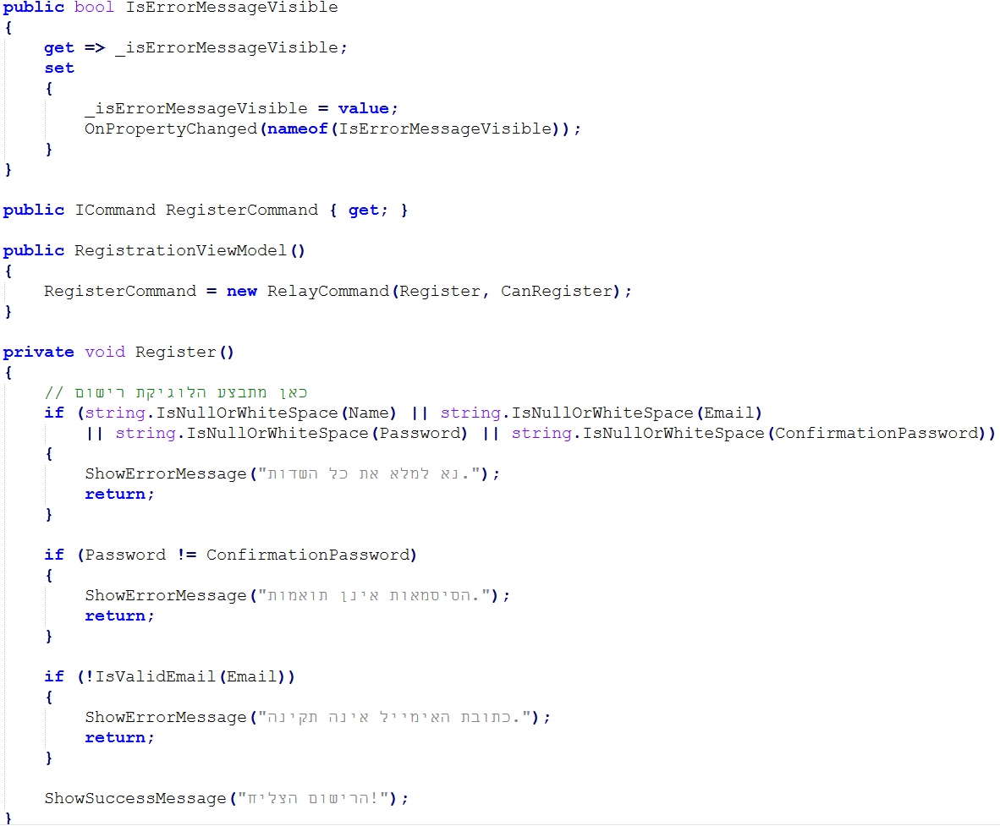 public bool IsErrorMessageVisible
{
    get => _isErrorMessageVisible;
    set
    {
        _isErrorMessageVisible = value;
        OnPropertyChanged(nameof(IsErrorMessageVisible));
    }
}

public ICommand RegisterCommand { get; }

public RegistrationViewModel()
{
    RegisterCommand = new RelayCommand(Register, CanRegister);
}

private void Register()
{
    // כאן מתבצע הלוגיקת רישום
    if (string.IsNullOrWhiteSpace(Name) || string.IsNullOrWhiteSpace(Email)
        || string.IsNullOrWhiteSpace(Password) || string.IsNullOrWhiteSpace(ConfirmationPassword))
    {
        ShowErrorMessage("נא למלא את כל השדות.");
        return;
    }

    if (Password != ConfirmationPassword)
    {
        ShowErrorMessage("הסיסמאות אינן תואמות.");
        return;
    }

    if (!IsValidEmail(Email))
    {
        ShowErrorMessage("כתובת האימייל אינה תקינה.");
        return;
    }

    ShowSuccessMessage("הרישום הצליח!");
}